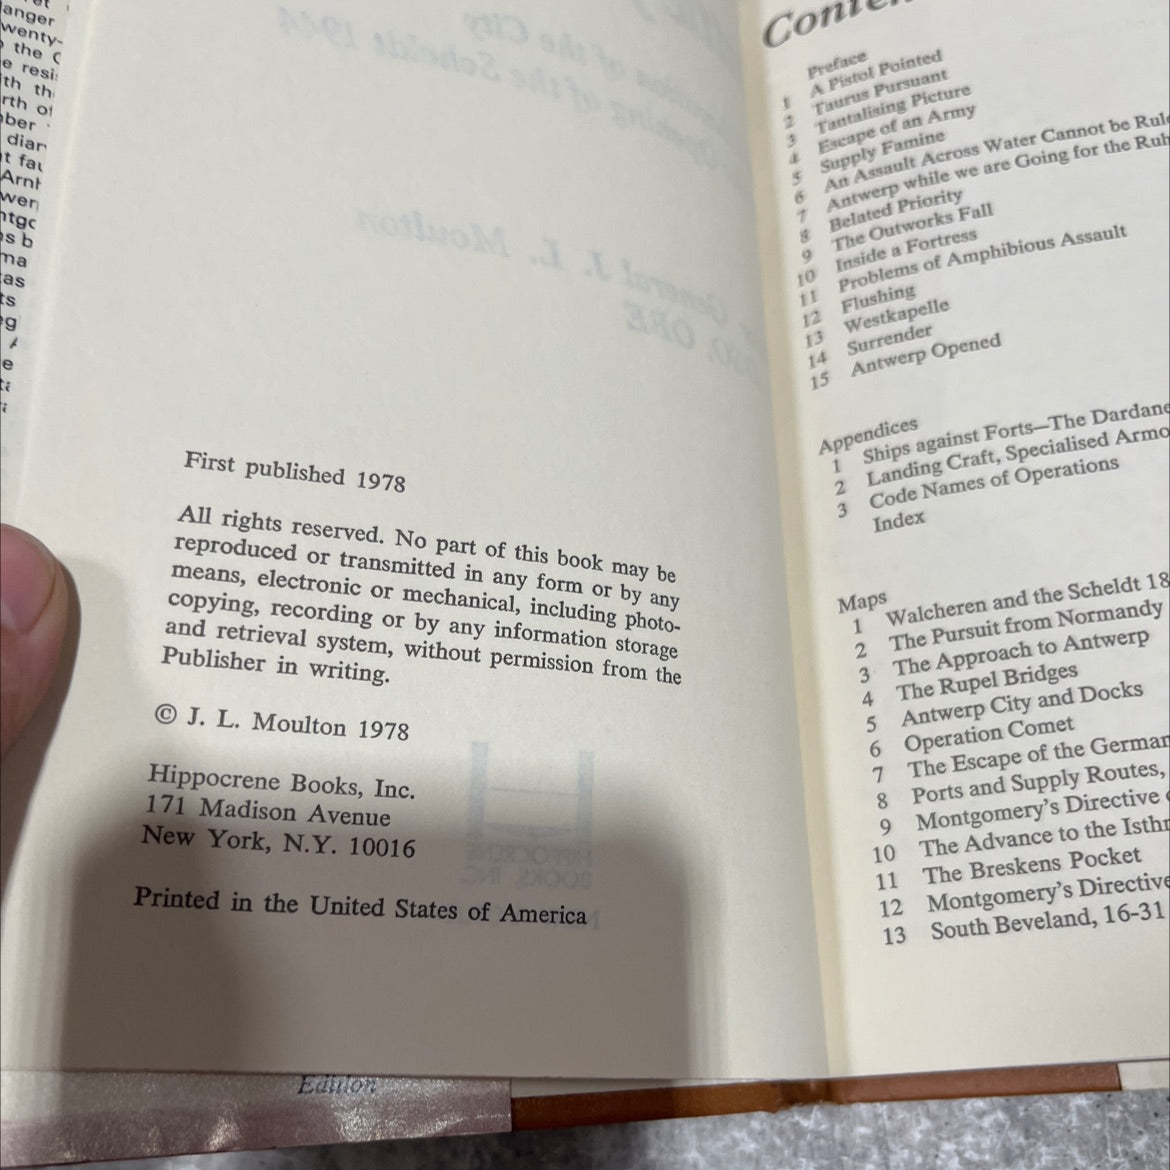 First published 1978
All rights reserved. No part of this book may be
reproduced or transmitted in any form or by any
means, electronic or mechanical, including photo-
copying, recording or by any information storage
and retrieval system, without permission from the
Publisher in writing.
© J. L. Moulton 1978
Hippocrene Books, Inc.
171 Madison Avenue
New York, N.Y. 10016
Printed in the United States of America
Edition
Preface
1 A Pistol Pointed
2 Taurus Pursuant
3 Tantalising Picture
4 Escape of an Army
5 Supply Famine
6 An Assault Across Water Cannot be
7 Antwerp while we are Going for the
8 Belated Priority
9 The Outworks Fall
10 Inside a Fortress
11 Problems of Amphibious Assault
12 Flushing
13 Westkapelle
14 Surrender
15 Antwerp Opened
Appendices
1 Ships against Forts—The
2 Landing Craft, Specialised
3 Code Names of Operations
Index
Maps
1 Walcheren and the Scheldt 18
2 The Pursuit from Normandy
3 The Approach to Antwerp
4 The Rupel Bridges
5 Antwerp City and Docks
6 Operation Comet
7 The Escape of the German
8 Ports and Supply Routes,
9 Montgomery's Directive
10 The Advance to the
11 The Breskens Pocket
12 Montgomery's Directive
13 South Beveland, 16-31